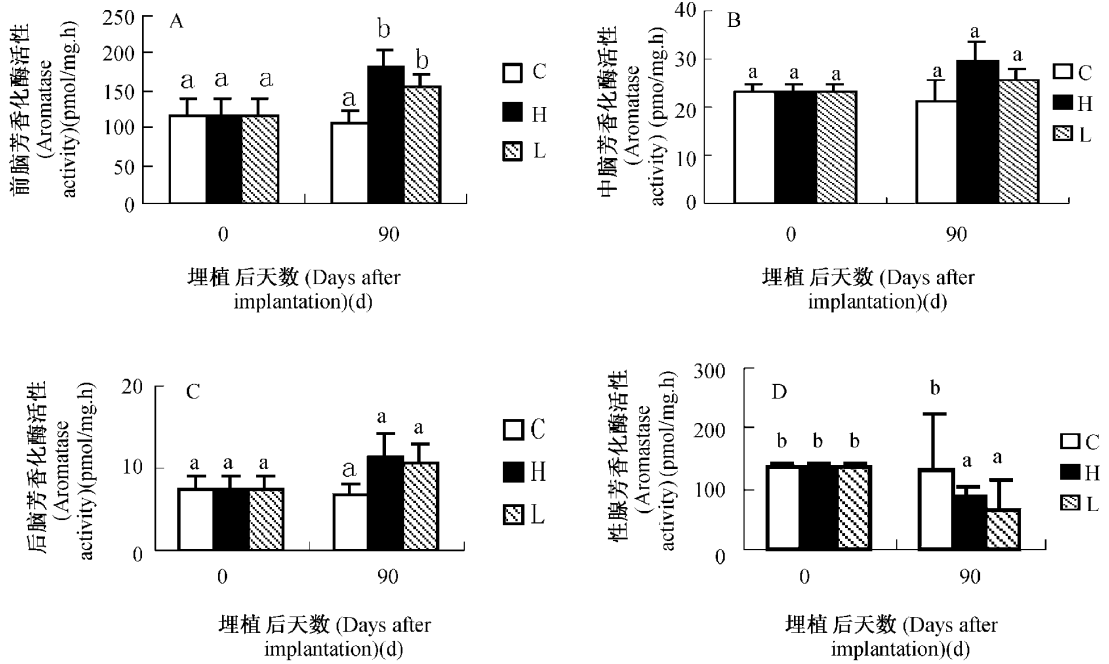 A
前脑芳香化酶活性
(Aromatase
activity)(pmol/mg.h)
250
200
150
100
50
0
a
a
a
a
b
b
C
H
L
0
90
埋植 后天数 (Days after
implantation)(d)
B
中脑芳香化酶活性
(Aromatase
activity) (pmo/mg.h)
40
30
20
10
0
a
a
a
a
a
a
C
H
L
0
90
埋植 后天数 (Days after
implantation)(d)
C
后脑芳香化酶活性
(Aromatase
activity)(pmol/mg.h)
20
10
0
a
a
a
a
a
a
C
H
L
0
90
埋植 后天数 (Days after
implantation)(d)
D
性腺芳香化酶活性
(Aromastase
activity)(pmol/mg.h)
300
200
100
0
b
b
b
b
a
a
C
H
L
0
90
埋植 后天数 (Days after
implantation)(d)